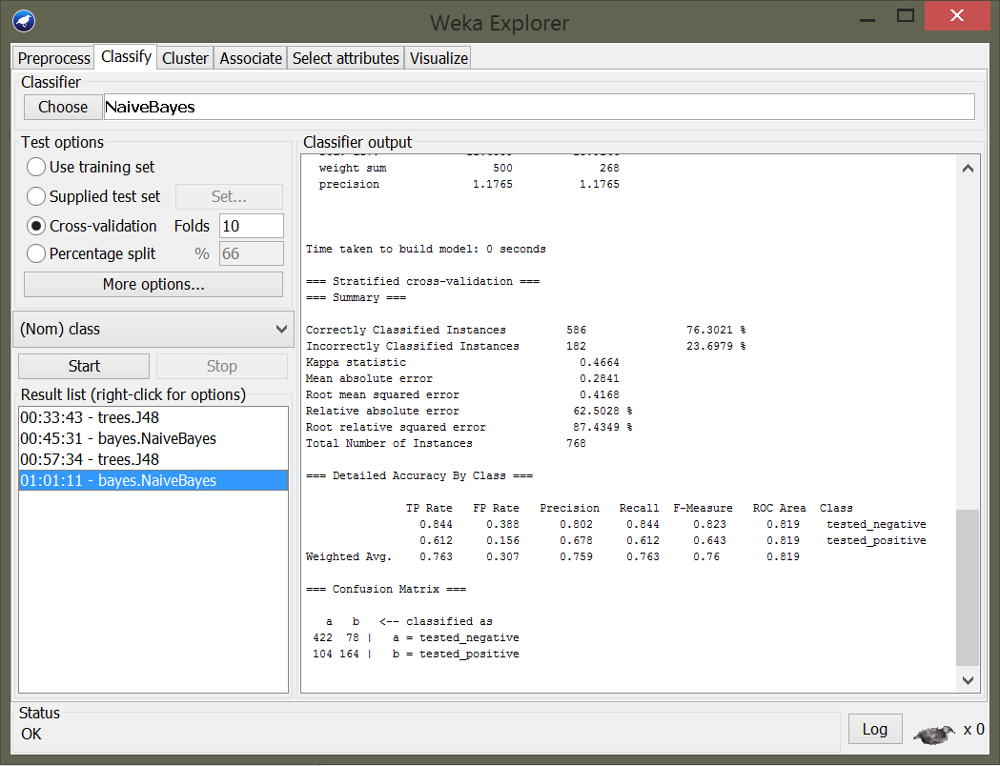 Weka Explorer
Preprocess Classify Cluster Associate Select attributes Visualize
Classifier
Choose NaiveBayes
Test options
Use training set
Supplied test set Set...
Cross-validation Folds 10
Percentage split % 66
More options...
(Nom) class
Start Stop
Result list (right-click for options)
00:33:43 - trees.J48
00:45:31 - bayes.NaiveBayes
00:57:34 - trees.J48
01:01:11 - bayes.NaiveBayes
Classifier output
weight sum 500 268
precision 1.1765 1.1765
Time taken to build model: 0 seconds
=== Stratified cross-validation ===
=== Summary ===
Correctly Classified Instances 586 76.3021 %
Incorrectly Classified Instances 182 23.6979 %
Kappa statistic 0.4664
Mean absolute error 0.2841
Root mean squared error 0.4168
Relative absolute error 62.5028 %
Root relative squared error 87.4349 %
Total Number of Instances 768
=== Detailed Accuracy By Class ===
TP Rate FP Rate Precision Recall F-Measure ROC Area Class
0.844 0.388 0.802 0.844 0.823 0.819 tested_negative
0.612 0.156 0.678 0.612 0.643 0.819 tested_positive
Weighted Avg. 0.763 0.307 0.759 0.763 0.76 0.819
=== Confusion Matrix ===
a b <-- classified as
422 78 | a = tested_negative
104 164 | b = tested_positive
Status
OK
Log x 0